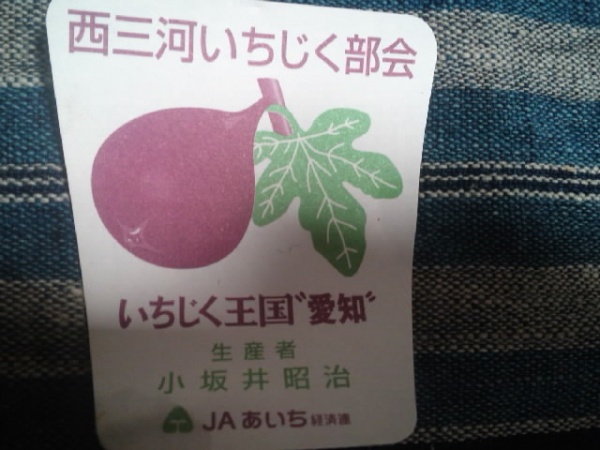 西三河いちじく部会
いちじく王国〝愛知〟
生産者
小坂井昭治
JAあいち経済連